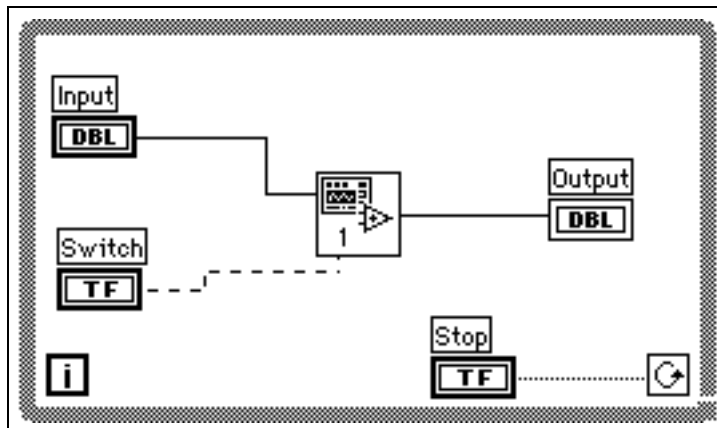 Input
DBL
Switch
TF
1
Output
DBL
Stop
TF
i